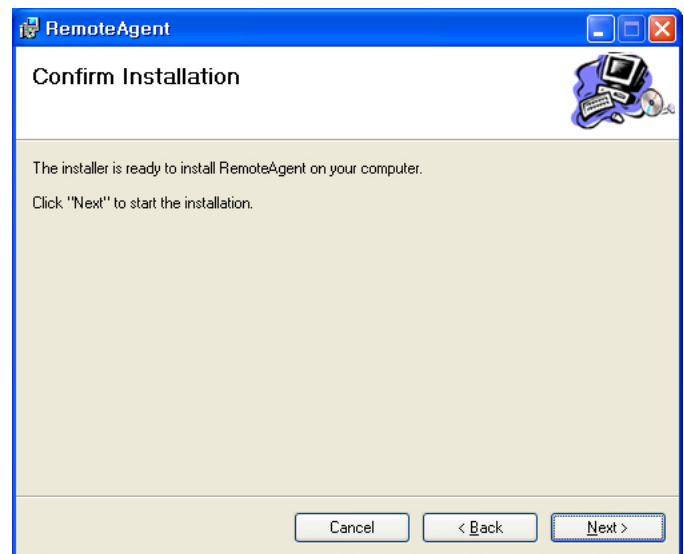 RemoteAgent
Confirm Installation
The installer is ready to install RemoteAgent on your computer.
Click "Next" to start the installation.
Cancel
< Back
Next >